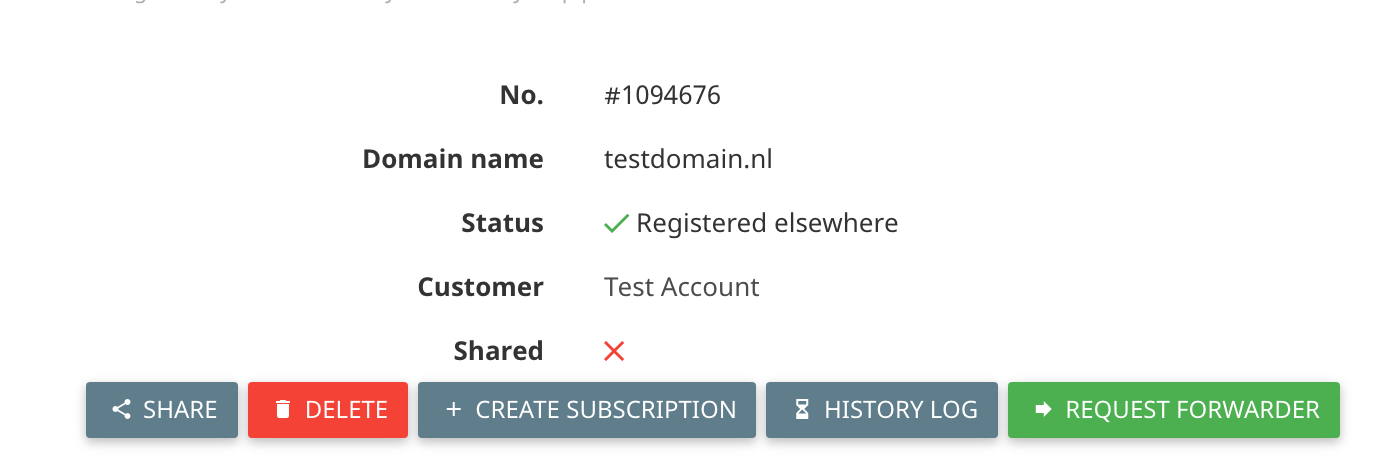 No. #1094676
Domain name testdomain.nl
Status Registered elsewhere
Customer Test Account
Shared
SHARE DELETE CREATE SUBSCRIPTION HISTORY LOG REQUEST FORWARDER